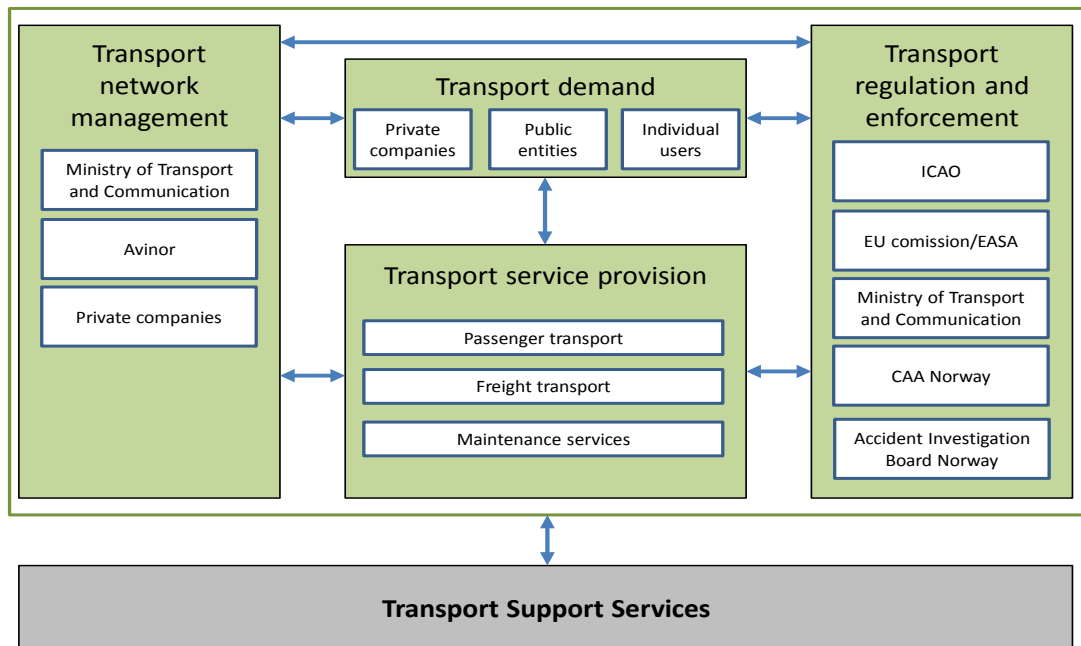 Transport
network
management
Ministry of Transport
and Communication
Avinor
Private companies
Transport demand
Private
companies
Public
entities
Individual
users
Transport service provision
Passenger transport
Freight transport
Maintenance services
Transport
regulation and
enforcement
ICAO
EU comission/EASA
Ministry of Transport
and Communication
CAA Norway
Accident Investigation
Board Norway
Transport Support Services